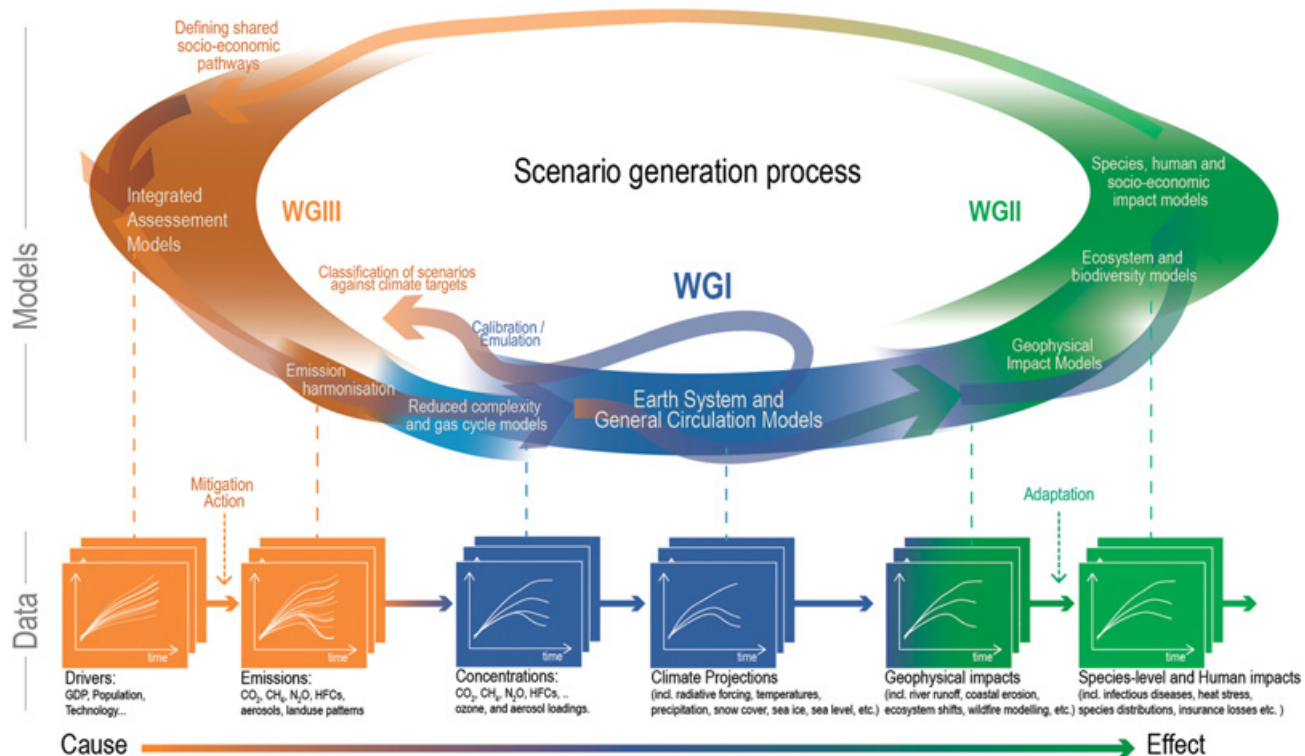 Defining shared
socio-economic
pathways
Scenario generation process
Models
Integrated
Assessement
Models
WGIII
WGII
Species, human and
socio-economic
impact models
Classification of scenarios
against climate targets
WGI
Ecosystem and
biodiversity models
Calibration /
Emulation
Geophysical
Impact Models
Emission
harmonisation
Reduced complexity
and gas cycle models
Earth System and
General Circulation Models
Mitigation
Action
Adaptation
Data
time
time
time
time
time
time
Drivers:
GDP, Population,
Technology...
Emissions:
CO₂, CH₄, N₂O, HFCs,
aerosols, landuse patterns
Concentrations:
CO₂, CH₄, N₂O, HFCs, ..
ozone, and aerosol loadings.
Climate Projections
(incl. radiative forcing, temperatures,
precipitation, snow cover, sea ice, sea level, etc.)
Geophysical impacts
(incl. river runoff, coastal erosion,
ecosystem shifts, wildfire modelling, etc.)
Species-level and Human impacts
(incl. infectious diseases, heat stress,
species distributions, insurance losses etc. )
Cause
Effect